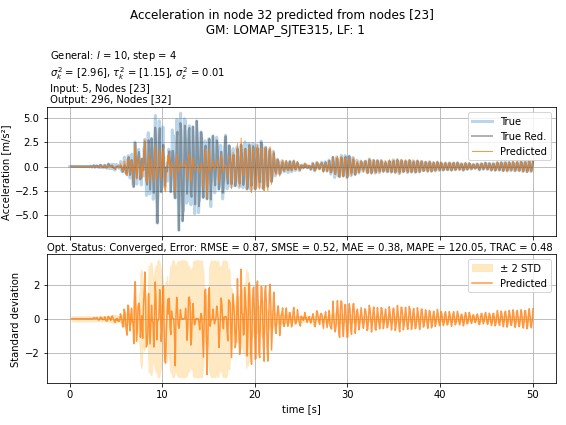 Acceleration in node 32 predicted from nodes [23]
GM: LOMAP_SJTE315, LF: 1
General: l = 10, step = 4
σ²ₖ = [2.96], τ²ₖ = [1.15], σ²ε = 0.01
Input: 5, Nodes [23]
Output: 296, Nodes [32]
Acceleration [m/s²]
5.0
2.5
0.0
−2.5
−5.0
True
True Red.
Predicted
Opt. Status: Converged, Error: RMSE = 0.87, SMSE = 0.52, MAE = 0.38, MAPE = 120.05, TRAC = 0.48
Standard deviation
2
0
−2
± 2 STD
Predicted
0 10 20 30 40 50
time [s]